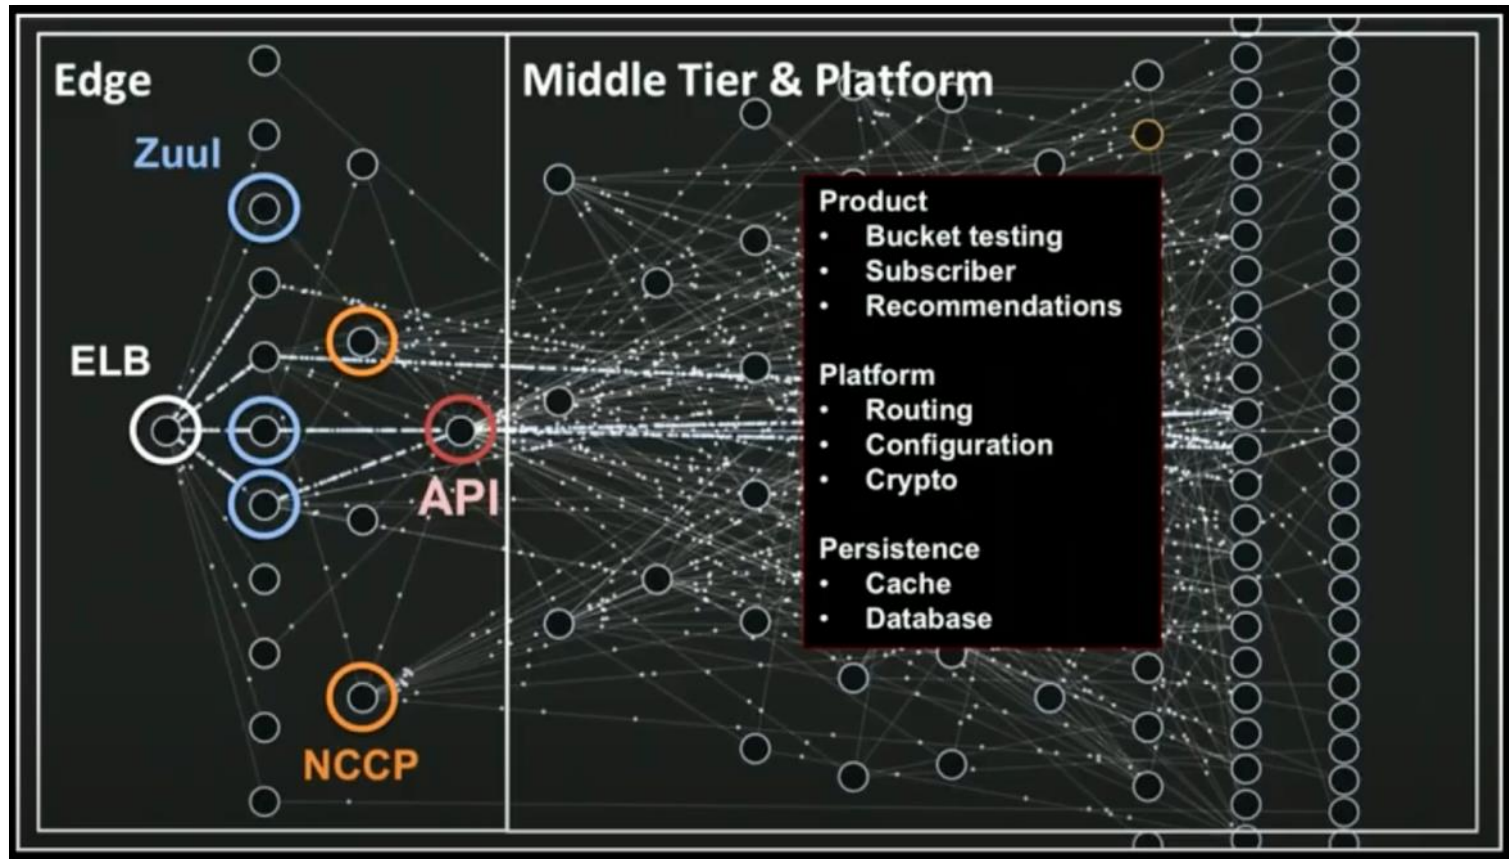 Edge
Middle Tier & Platform
Zuul
ELB
API
NCCP
Product
• Bucket testing
• Subscriber
• Recommendations
Platform
• Routing
• Configuration
• Crypto
Persistence
• Cache
• Database